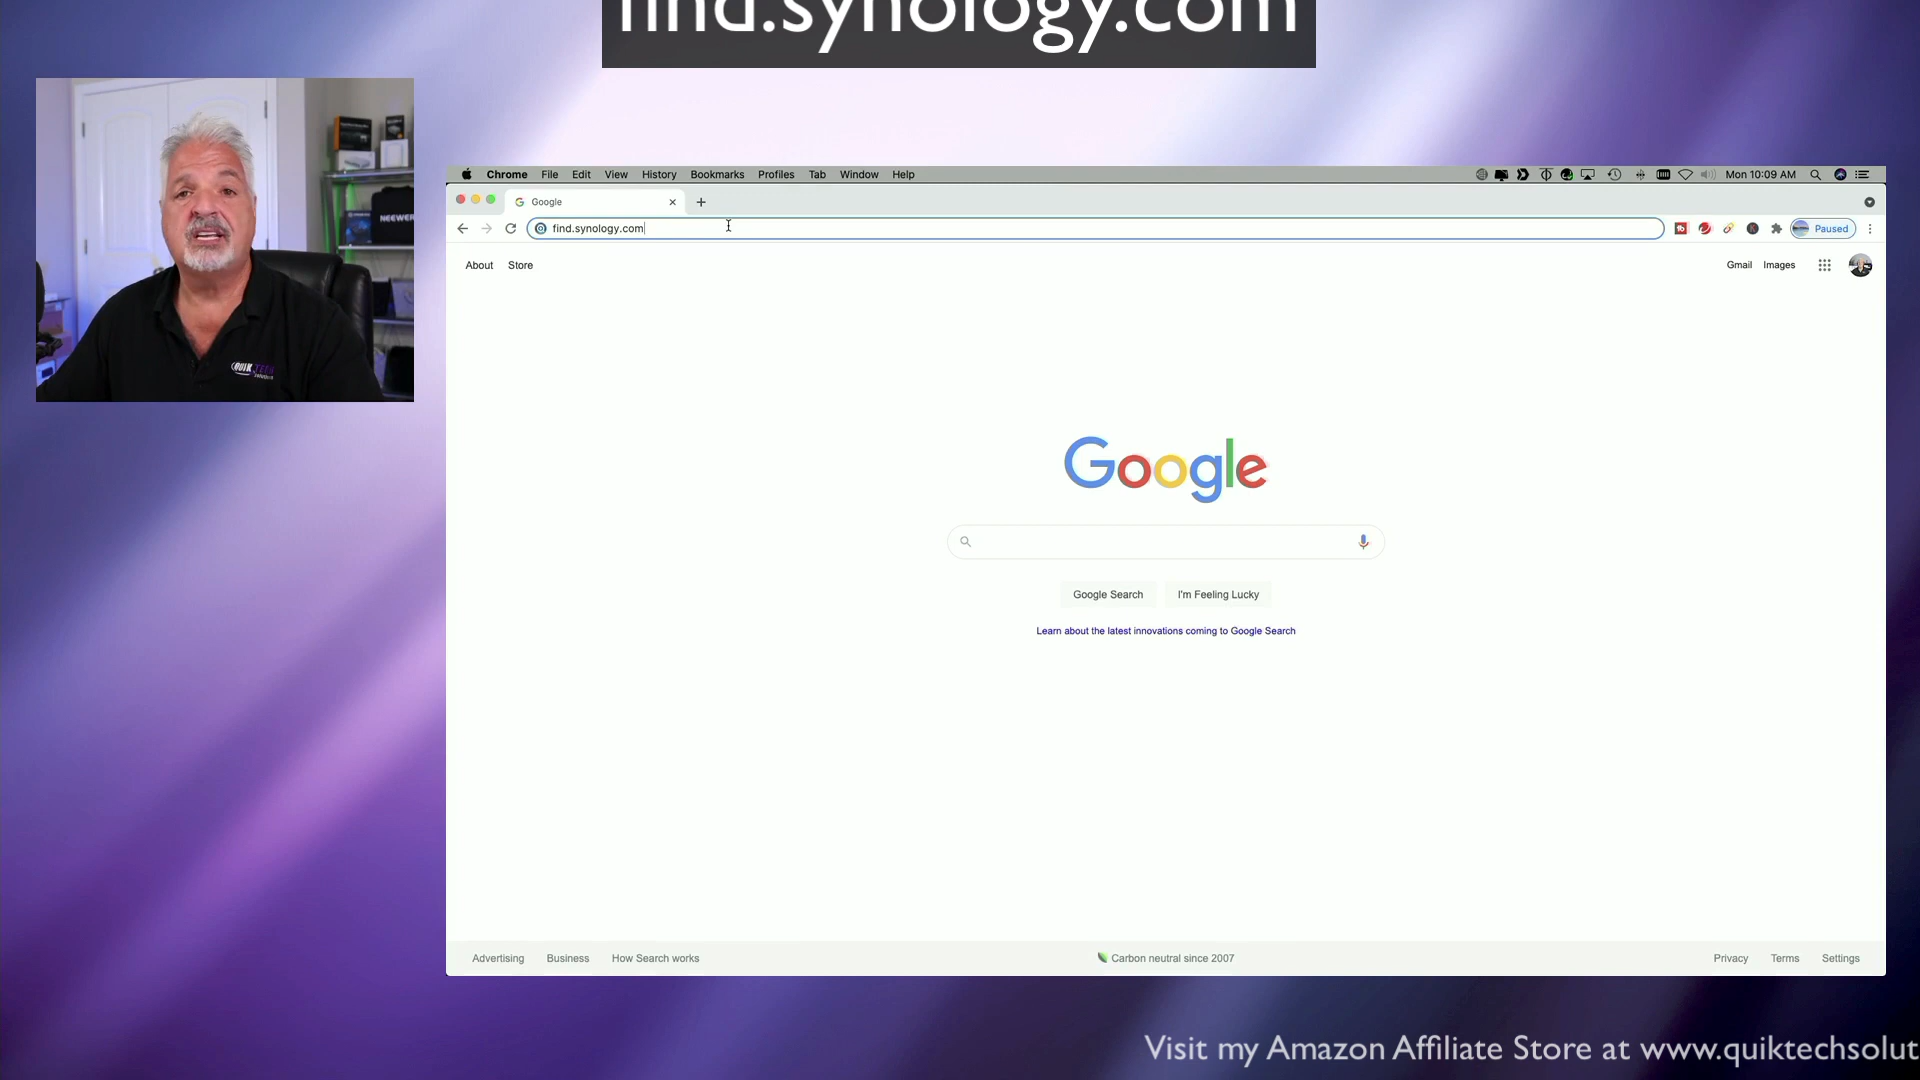 find.synology.com
Chrome File Edit View History Bookmarks Profiles Tab Window Help
Mon 10:09 AM
Google
find.synology.com
Paused
About Store
Gmail Images
NEEWER
QUIK TECH
Google
Google Search I'm Feeling Lucky
Learn about the latest innovations coming to Google Search
Advertising Business How Search works
Carbon neutral since 2007
Privacy Terms Settings
Visit my Amazon Affiliate Store at www.quiktechsolut